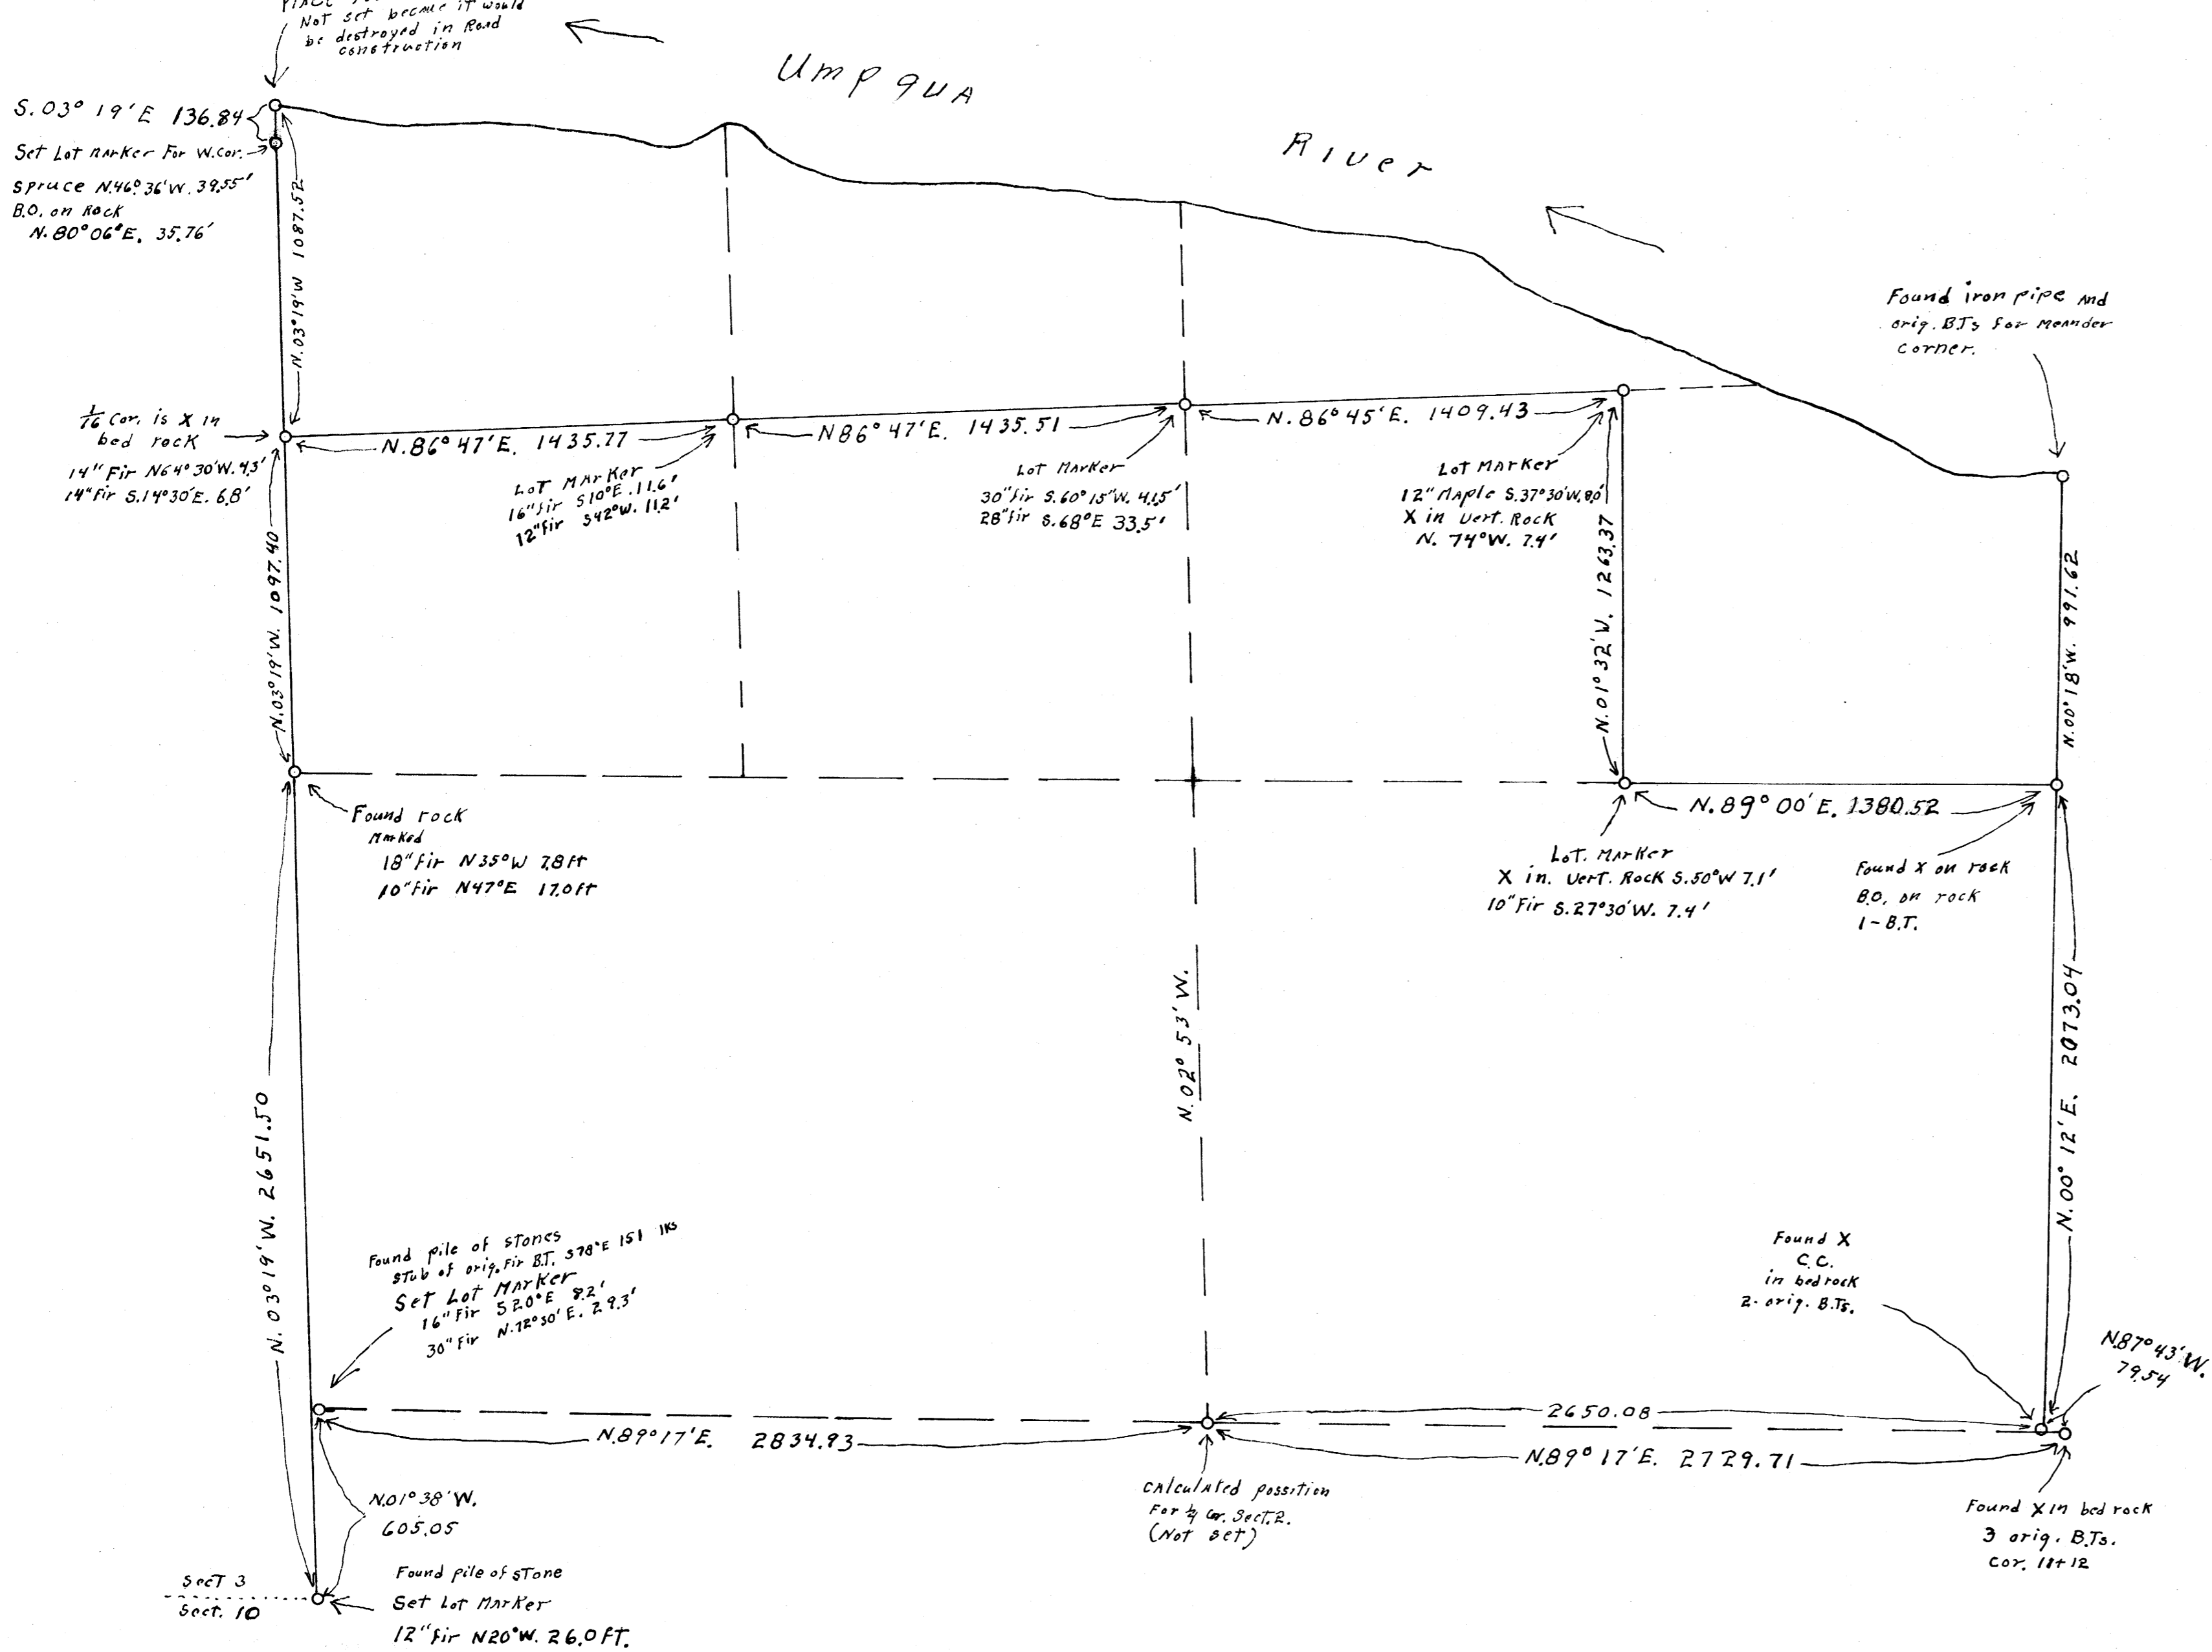 Not set because it would
be destroyed in Road
construction
Umpqua
River
S. 03° 19' E 136.84
Set Lot Marker For W. Cor.
Spruce N. 46° 36' W. 39.55'
B.O. on Rock
N. 80° 06' E. 35.76'
N. 03° 19' W 1087.52
Found iron pipe And
orig. B.Ts for Meander
corner.
1/16 Cor. is X in
bed rock
14" Fir N64° 30' W. 4.3'
14" Fir S. 14° 30' E. 6.8'
N. 86° 47' E. 1435.77
N 86° 47' E. 1435.51
N. 86° 45' E. 1409.43
Lot Marker
16" fir S 10° E. 11.6'
12" fir S 42° W. 11.2'
Lot Marker
30" fir S. 60° 15" W. 41.5'
28" fir S. 68° E 33.5'
Lot Marker
12" Maple S. 37° 30' W. 8.0'
X in Vert. Rock
N. 74° W. 7.4'
N. 03° 19' W. 1097.40
N. 01° 32' W. 1263.37
N. 00° 18' W. 991.62
N. 89° 00' E. 1380.52
Found rock
Marked
18" fir N 35° W 7.8 ft
10" fir N 47° E 17.0 ft
Lot. Marker
X in. Vert. Rock S. 50° W 7.1'
10" Fir S. 27° 30' W. 7.4'
Found X on rock
B.O. on rock
1 - B.T.
N. 03° 19' W. 2651.50
N. 02° 53' W.
N. 00° 12' E. 2073.04
Found pile of stones
Stub of orig. Fir B.T. S78° E 151 lks
Set Lot Marker
16" Fir S 20° E 8.2'
30" Fir N. 72° 30' E. 29.3'
Found X
C.C.
in bed rock
2- orig. B.Ts.
N. 87° 43' W.
79.54
N. 89° 17' E. 2834.93
2650.08
N. 89° 17' E. 2729.71
Calculated possition
For 1/4 Cor. Sect. 2.
(Not set)
N. 01° 38' W.
605.05
Found X in bed rock
3 orig. B.Ts.
Cor. 11+12
Sect 3
Sect. 10
Found pile of stone
Set Lot Marker
12" fir N 20° W. 26.0 ft.